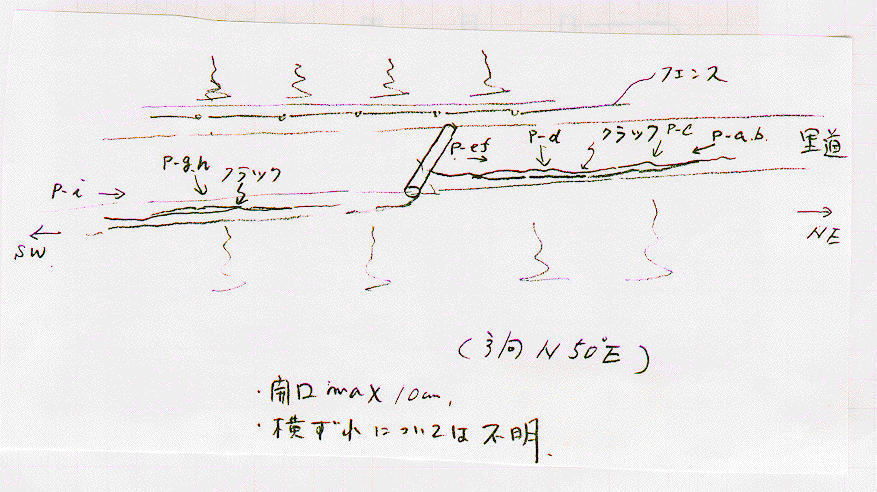 フェンス
P-ef
P-d
クラック
P-c
P-a.b.
里道
P-g.h
クラック
P-i
SW
NE
(方向 N50°E)
・開口 max 10cm.
・横ずれについては不明.